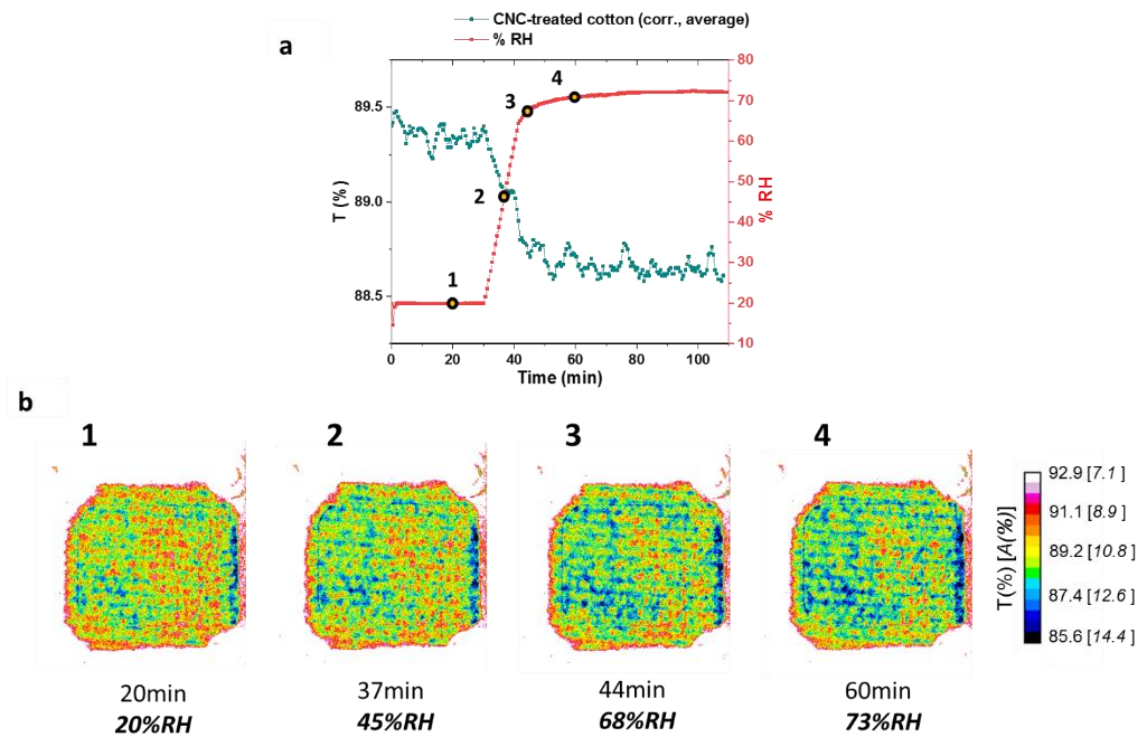 CNC-treated cotton (corr., average)
% RH
a
T (%)
89.5
89.0
88.5
80
70
60
50
40
30
20
10
% RH
1
2
3
4
0
20
40
60
80
100
Time (min)
b
1
2
3
4
20min
20%RH
37min
45%RH
44min
68%RH
60min
73%RH
92.9 [7.1 ]
91.1 [8.9 ]
89.2 [10.8 ]
87.4 [12.6 ]
85.6 [14.4 ]
T(%) [A(%)]